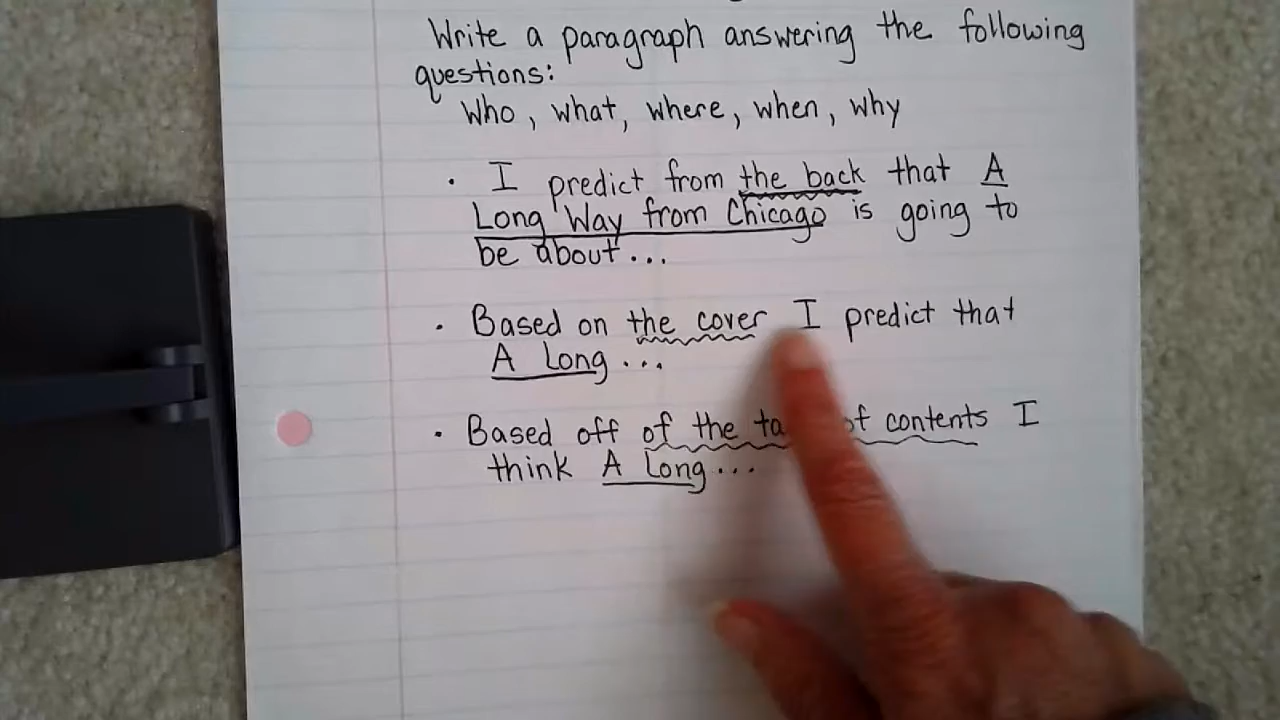 Write a paragraph answering the following
questions:
Who, what, where, when, why
· I predict from the back that A
Long Way from Chicago is going to
be about...
· Based on the cover I predict that
A Long...
· Based off of the ta of contents I
think A Long...